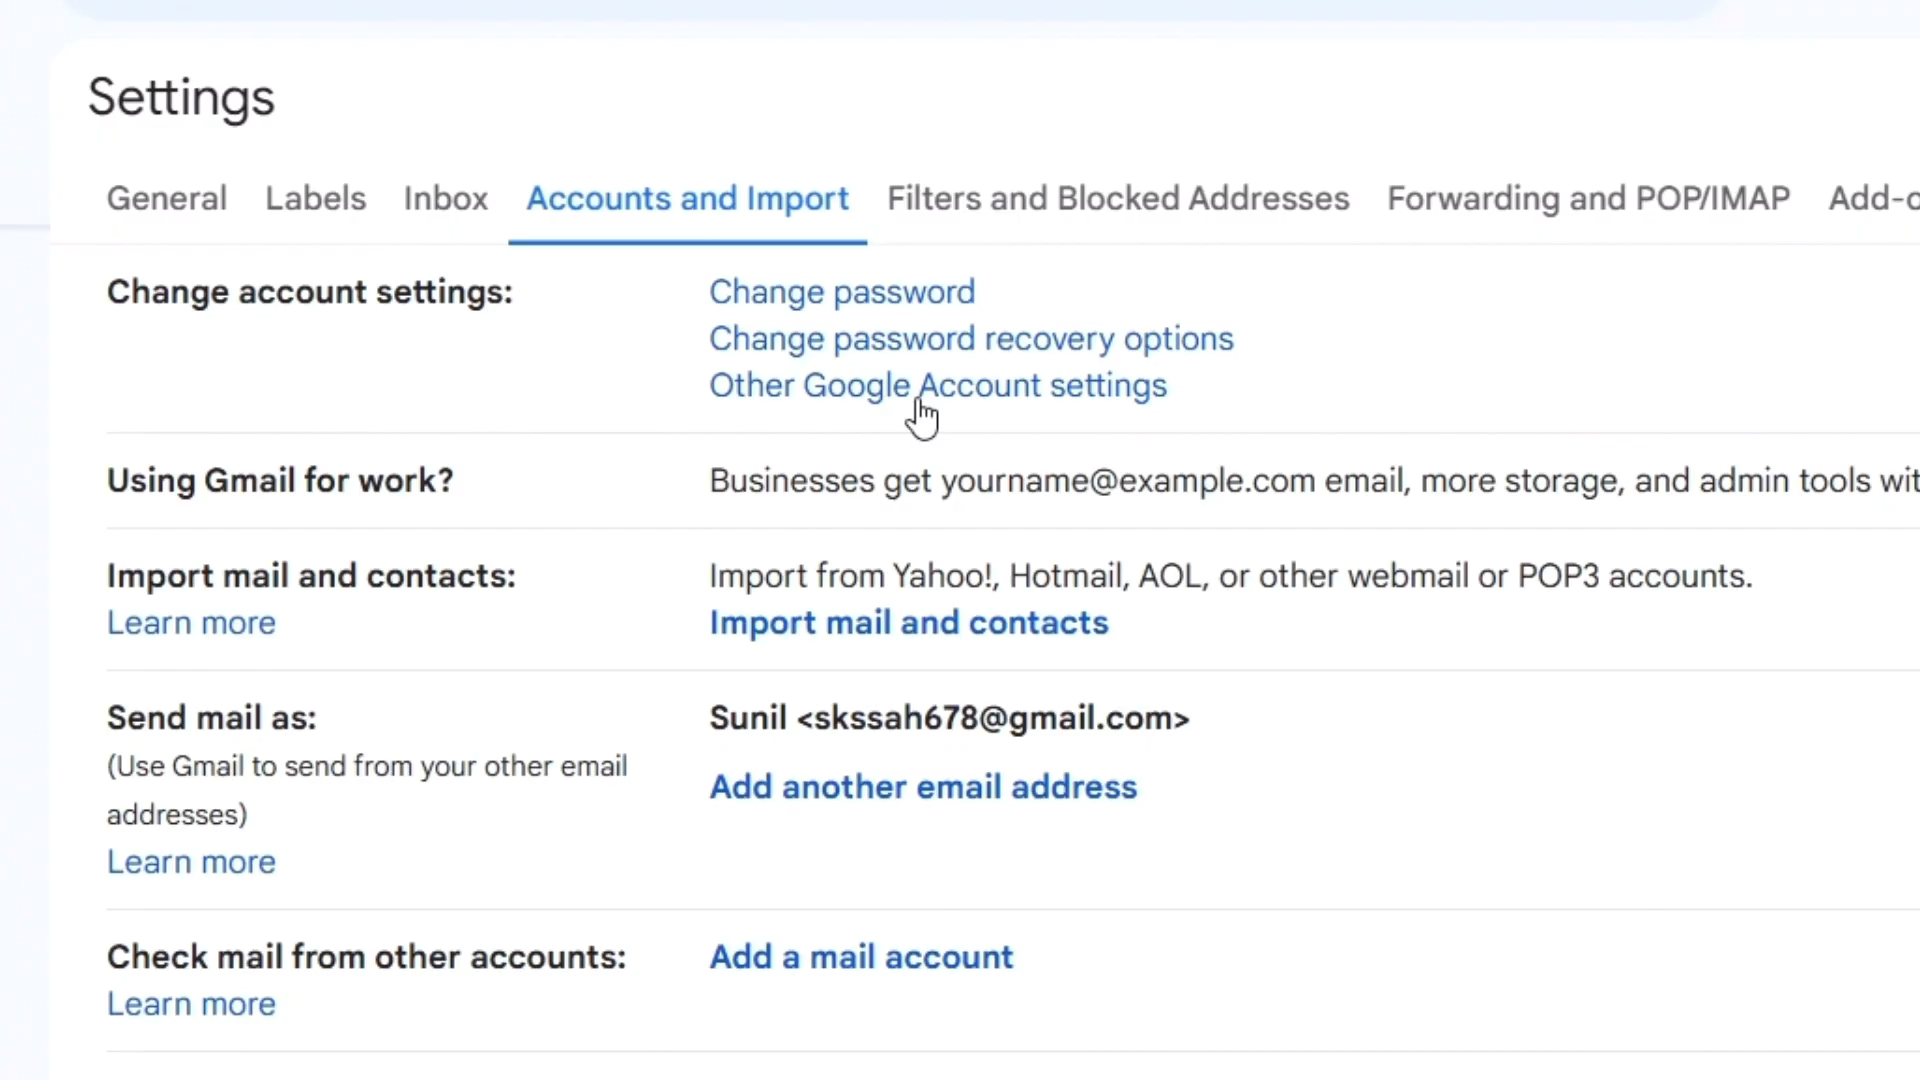 Settings
General Labels Inbox Accounts and Import Filters and Blocked Addresses Forwarding and POP/IMAP Add-o
Change account settings: Change password
Change password recovery options
Other Google Account settings
Using Gmail for work? Businesses get yourname@example.com email, more storage, and admin tools wit
Import mail and contacts: Import from Yahoo!, Hotmail, AOL, or other webmail or POP3 accounts.
Learn more Import mail and contacts
Send mail as: Sunil <skssah678@gmail.com>
(Use Gmail to send from your other email
addresses)
Add another email address
Learn more
Check mail from other accounts: Add a mail account
Learn more